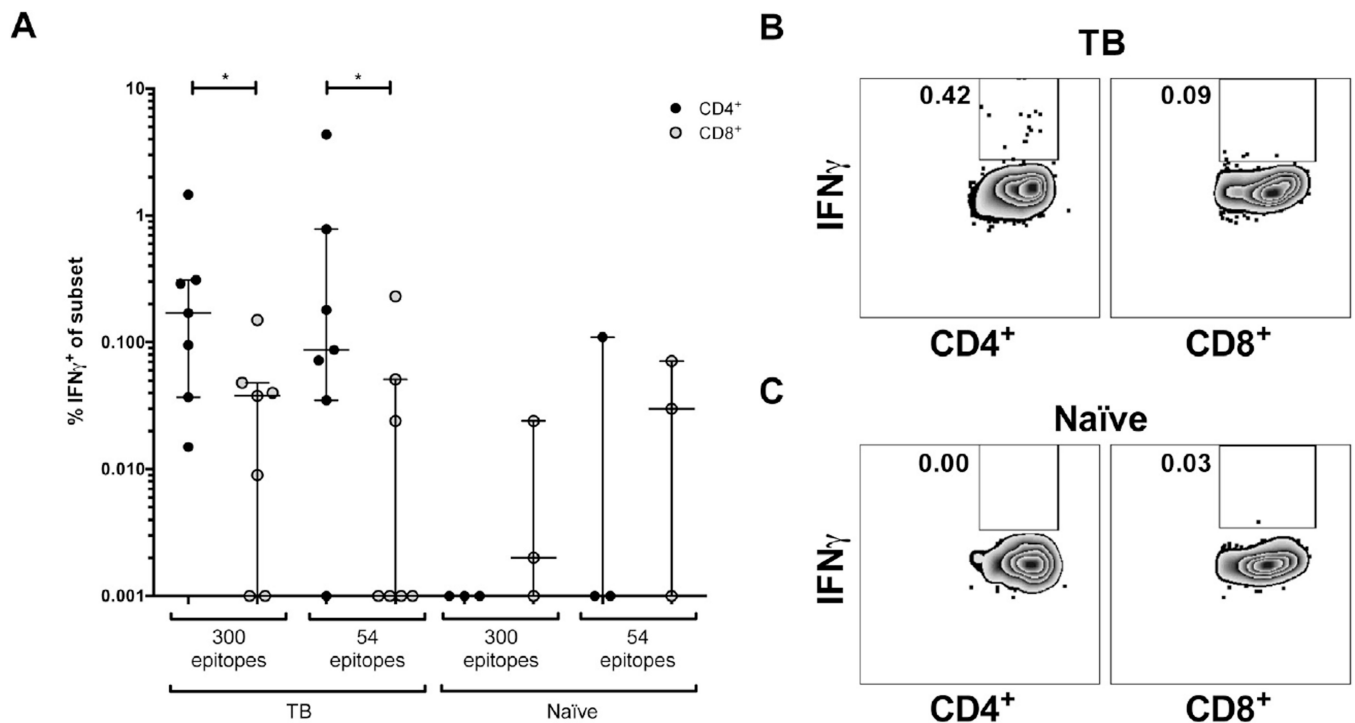 A
% IFNγ⁺ of subset
10
1
0.100
0.010
0.001
*
*
CD4⁺
CD8⁺
300
epitopes
54
epitopes
300
epitopes
54
epitopes
TB
Naïve
B
TB
IFNγ
0.42
0.09
CD4⁺
CD8⁺
C
Naïve
IFNγ
0.00
0.03
CD4⁺
CD8⁺